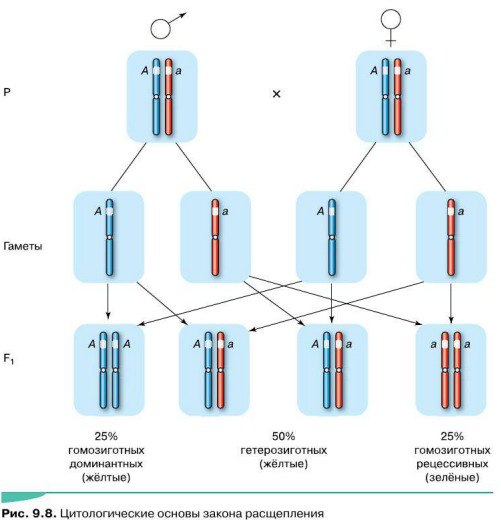 ♂ ♀
A a A a
P ×
A a A a
Гаметы
A A A a A a a a
F₁
25% 50% 25%
гомозиготных гетерозиготных гомозиготных
доминантных (жёлтые) рецессивных
(жёлтые) (зелёные)
Рис. 9.8. Цитологические основы закона расщепления